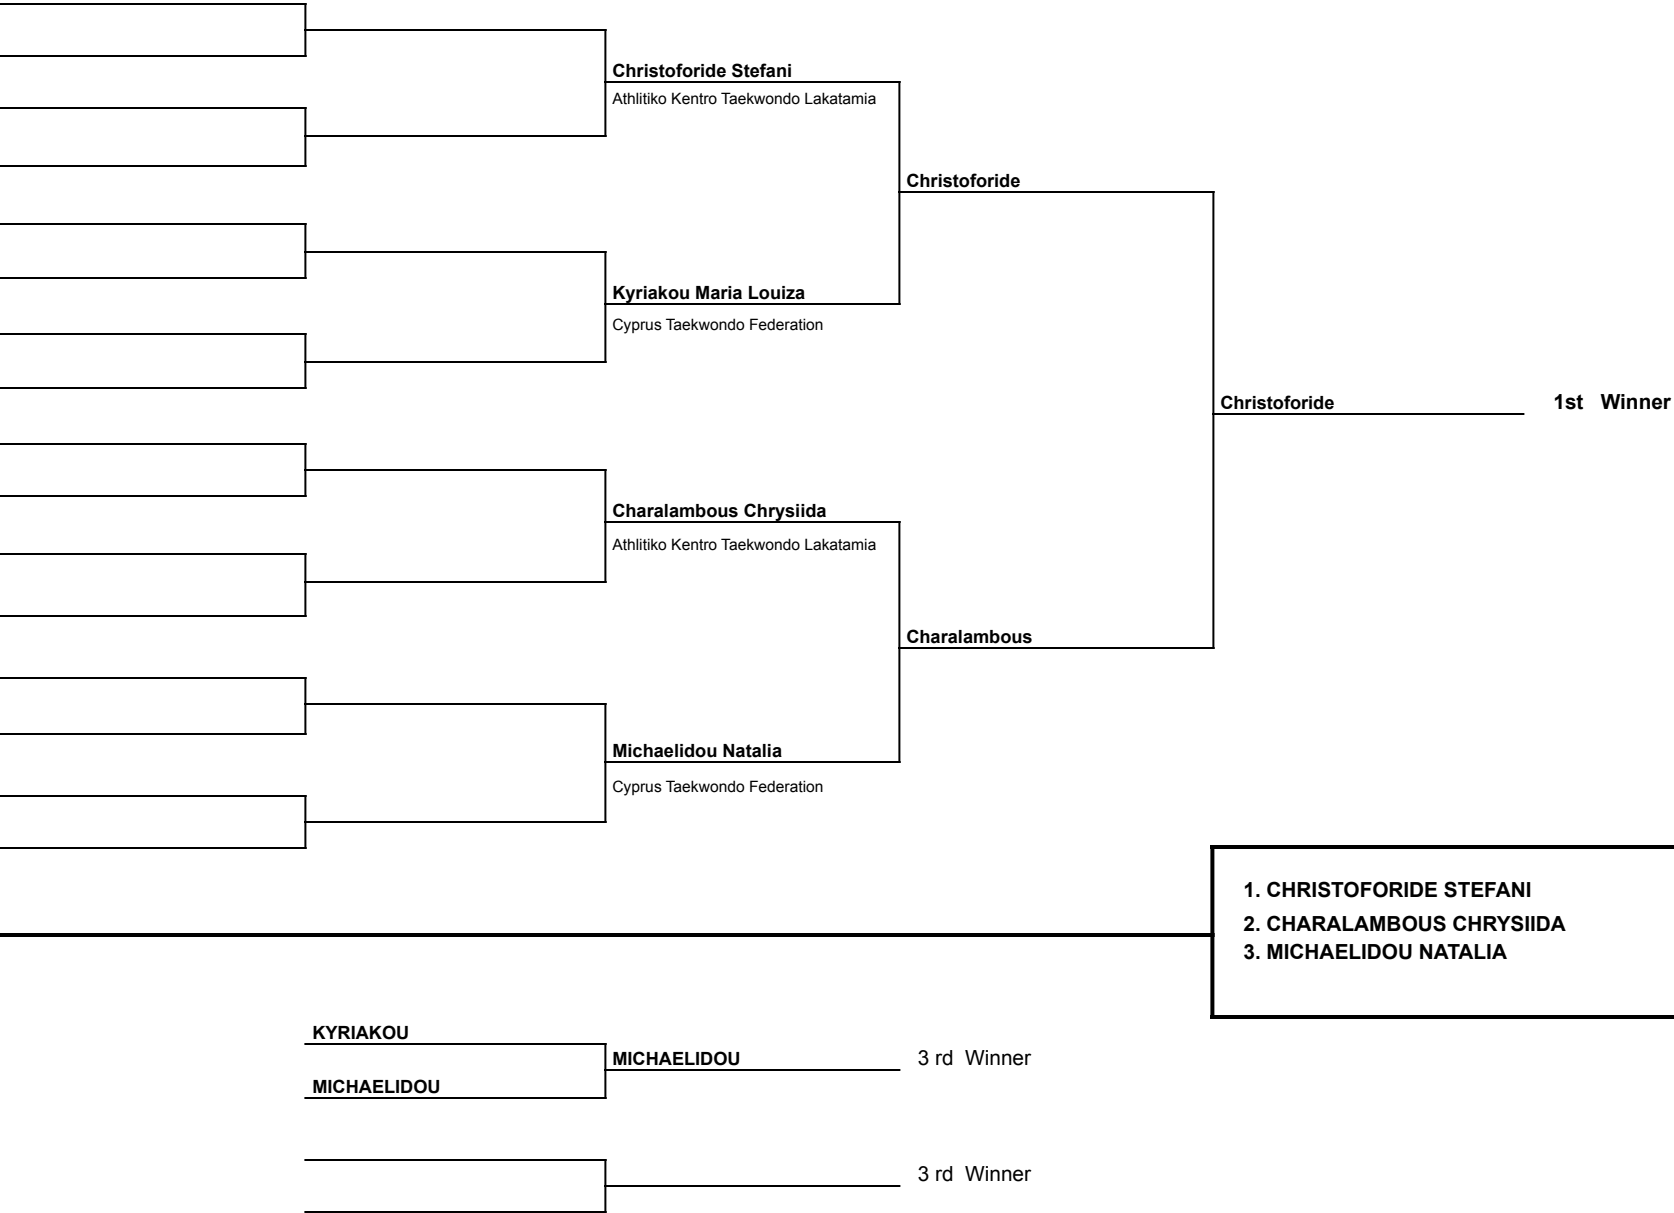 Christoforide Stefani
Athlitiko Kentro Taekwondo Lakatamia
Christoforide
Kyriakou Maria Louiza
Cyprus Taekwondo Federation
Christoforide
1st Winner
Charalambous Chrysiida
Athlitiko Kentro Taekwondo Lakatamia
Charalambous
Michaelidou Natalia
Cyprus Taekwondo Federation
1. CHRISTOFORIDE STEFANI
2. CHARALAMBOUS CHRYSIIDA
3. MICHAELIDOU NATALIA
KYRIAKOU
MICHAELIDOU
3 rd Winner
MICHAELIDOU
3 rd Winner